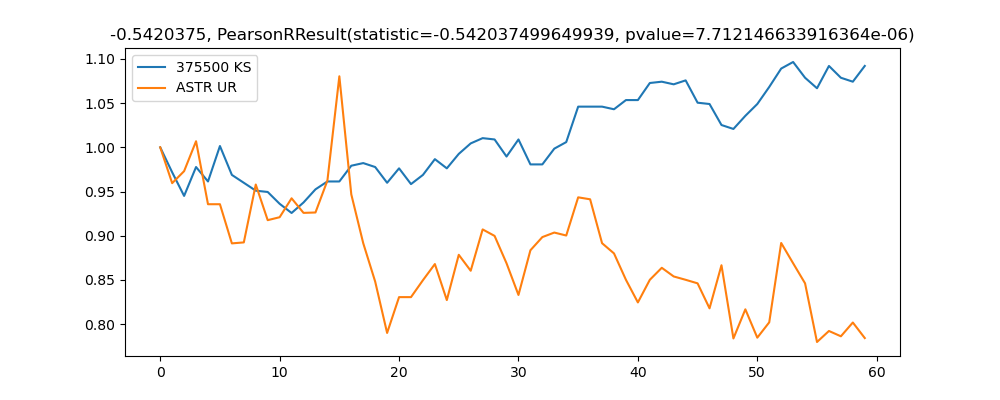 -0.5420375, PearsonRResult(statistic=-0.542037499649939, pvalue=7.712146633916364e-06)
375500 KS
ASTR UR
1.10
1.05
1.00
0.95
0.90
0.85
0.80
0 10 20 30 40 50 60